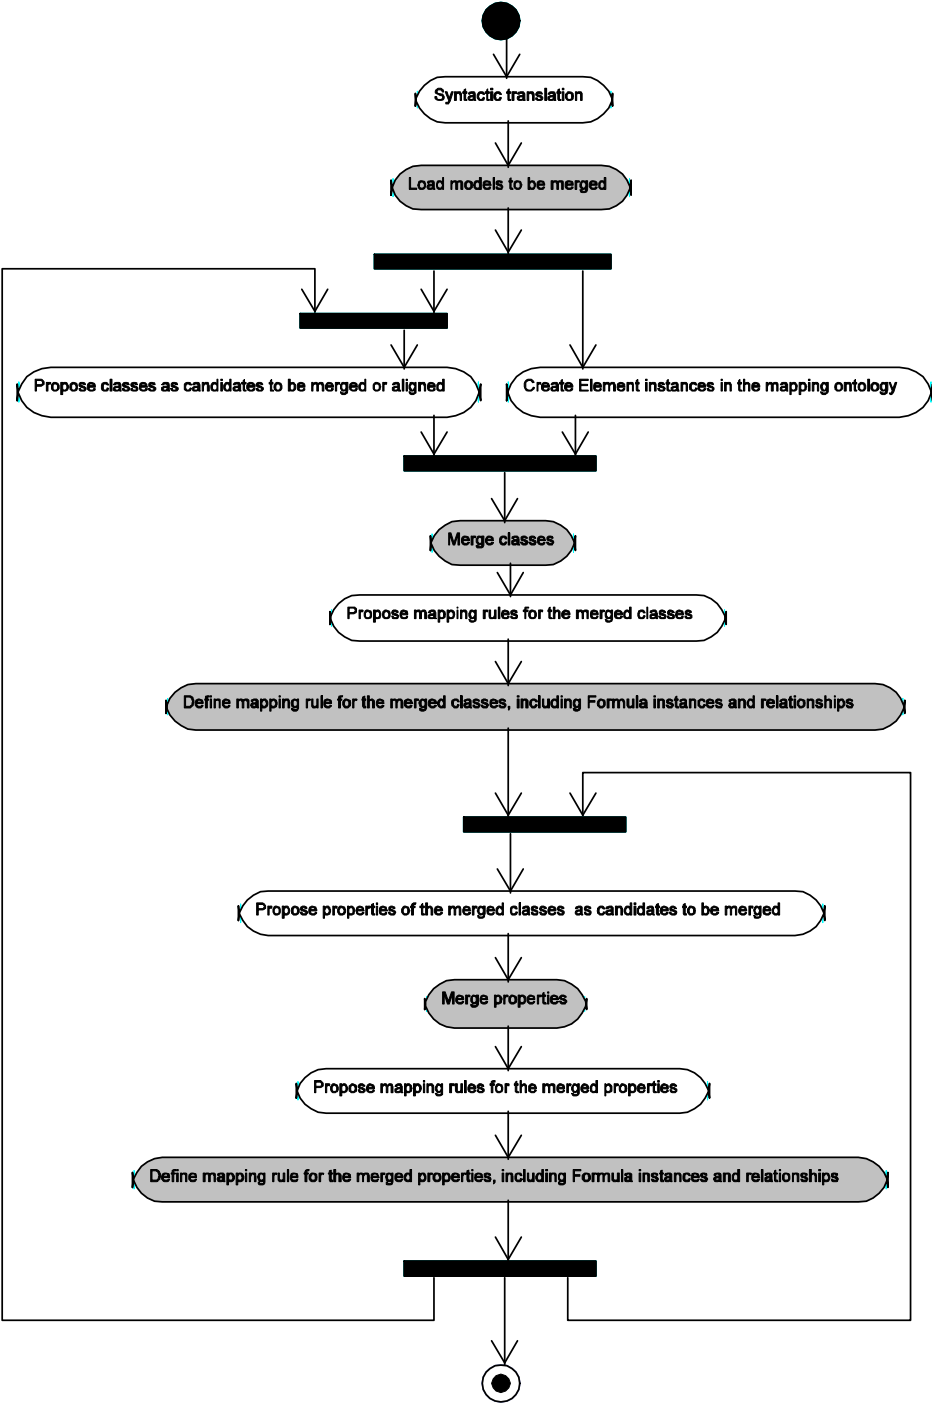 Syntactic translation
Load models to be merged
Propose classes as candidates to be merged or aligned
Create Element instances in the mapping ontology
Merge classes
Propose mapping rules for the merged classes
Define mapping rule for the merged classes, including Formula instances and relationships
Propose properties of the merged classes as candidates to be merged
Merge properties
Propose mapping rules for the merged properties
Define mapping rule for the merged properties, including Formula instances and relationships